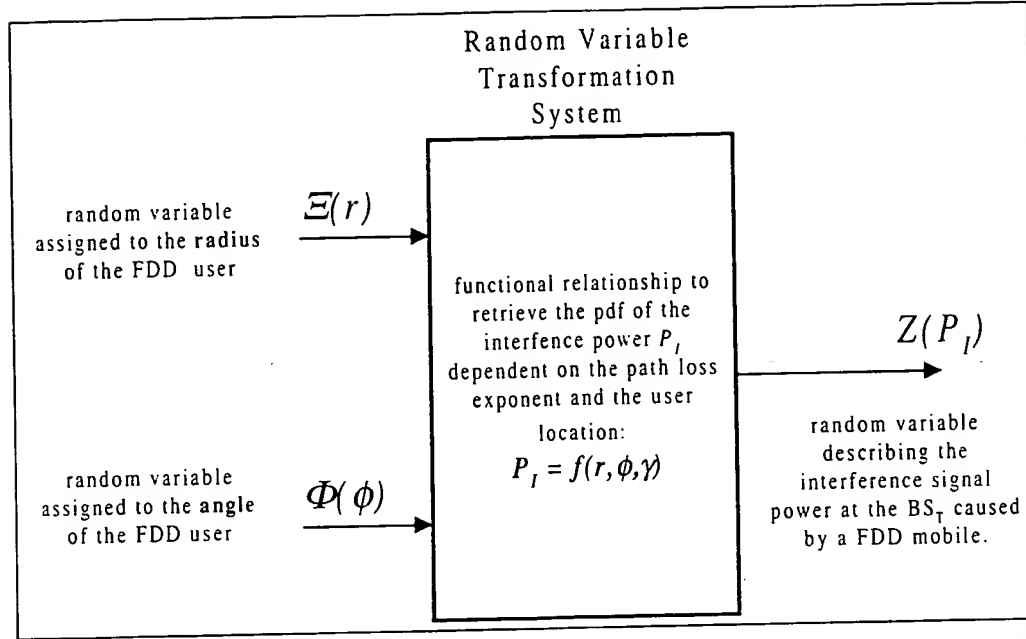 Random Variable
Transformation
System
random variable
assigned to the radius
of the FDD user
Ξ(r)
random variable
assigned to the angle
of the FDD user
Φ(ϕ)
functional relationship to
retrieve the pdf of the
interfence power P_I
dependent on the path loss
exponent and the user
location:
P_I = f(r,ϕ,γ)
Z(P_I)
random variable
describing the
interference signal
power at the BS_T caused
by a FDD mobile.